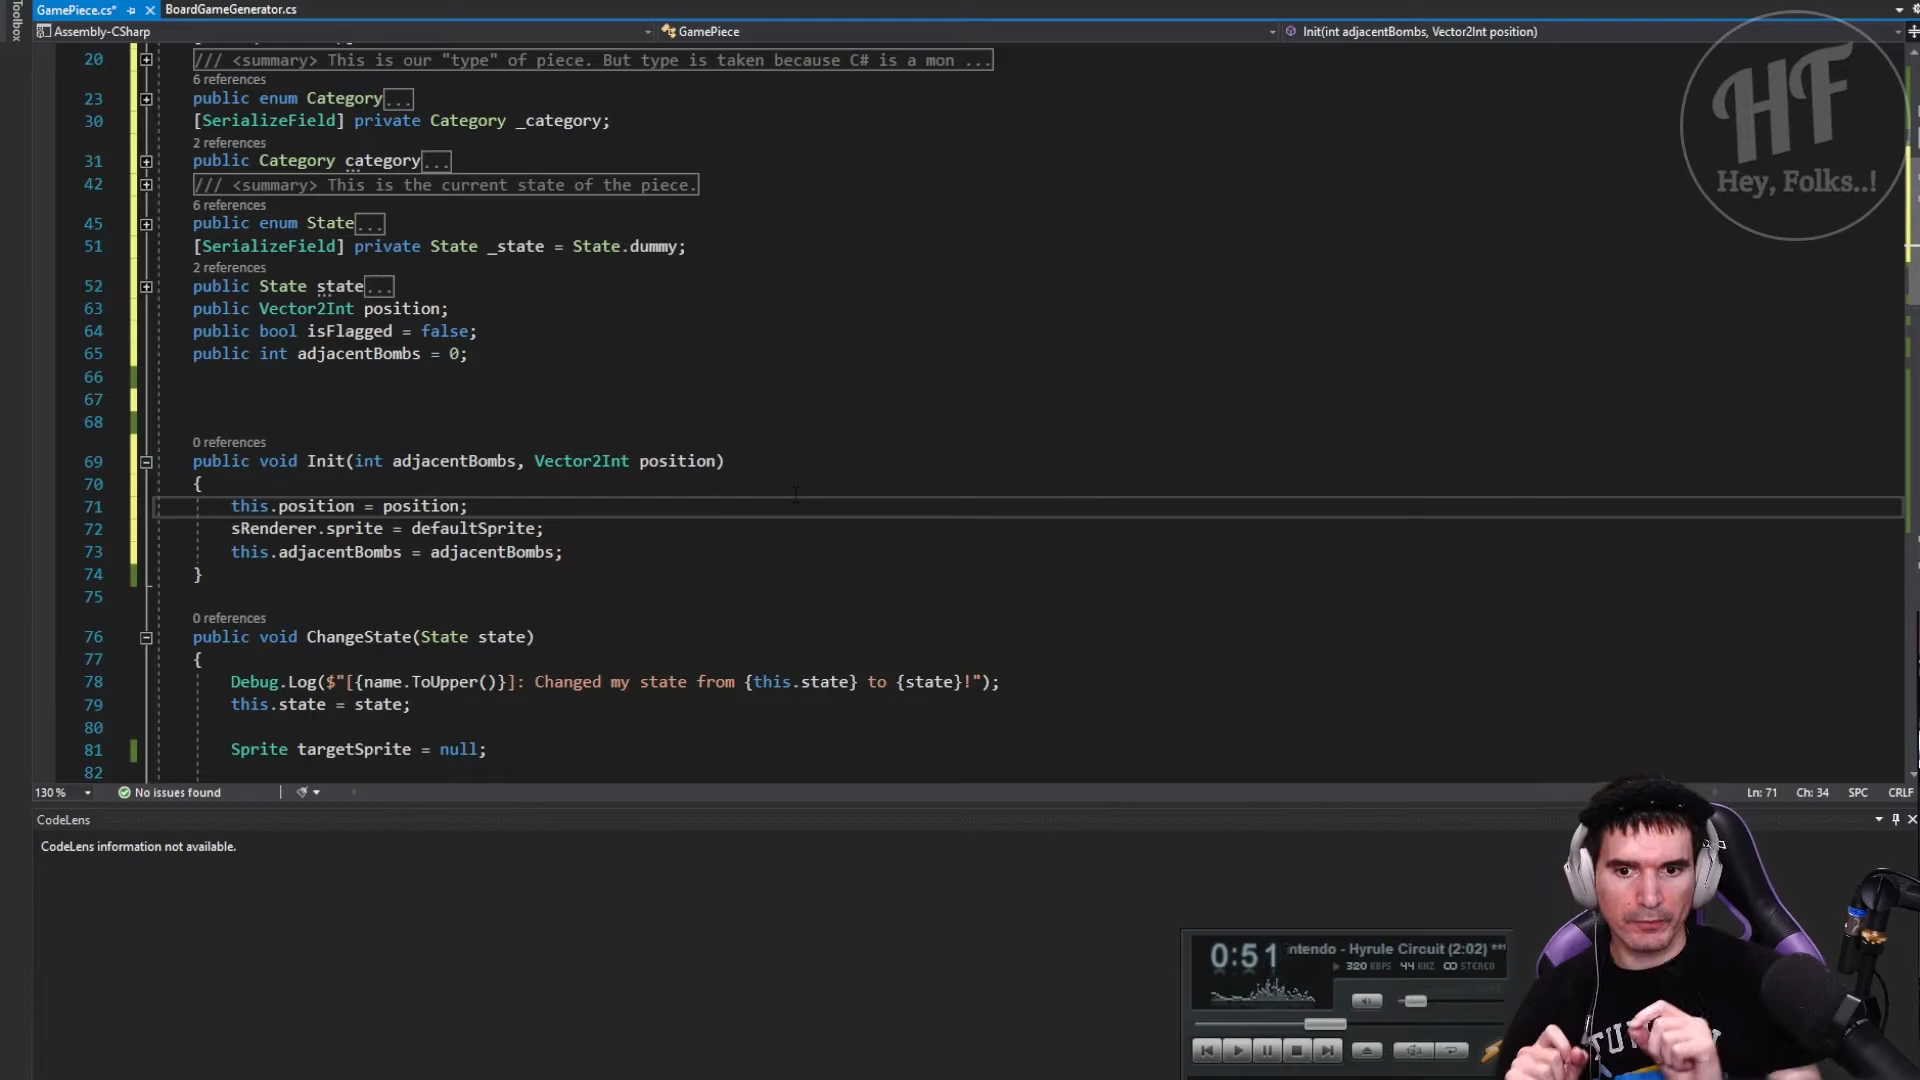 Toolbox
GamePiece.cs*
BoardGameGenerator.cs
Assembly-CSharp
GamePiece
Init(int adjacentBombs, Vector2Int position)
20 /// <summary> This is our "type" of piece. But type is taken because C# is a mon ...
6 references
23 public enum Category...
30 [SerializeField] private Category _category;
2 references
31 public Category category...
42 /// <summary> This is the current state of the piece.
6 references
45 public enum State...
51 [SerializeField] private State _state = State.dummy;
2 references
52 public State state...
63 public Vector2Int position;
64 public bool isFlagged = false;
65 public int adjacentBombs = 0;
66
67
68
0 references
69 public void Init(int adjacentBombs, Vector2Int position)
70 {
71 this.position = position;
72 sRenderer.sprite = defaultSprite;
73 this.adjacentBombs = adjacentBombs;
74 }
75
0 references
76 public void ChangeState(State state)
77 {
78 Debug.Log($"[{name.ToUpper()}]: Changed my state from {this.state} to {state}!");
79 this.state = state;
80
81 Sprite targetSprite = null;
82
HF
Hey, Folks..!
130 %
No issues found
Ln: 71 Ch: 34 SPC CRLF
CodeLens
CodeLens information not available.
0:51
ntendo - Hyrule Circuit (2:02) ***
320 KBPS 44 KHZ STEREO